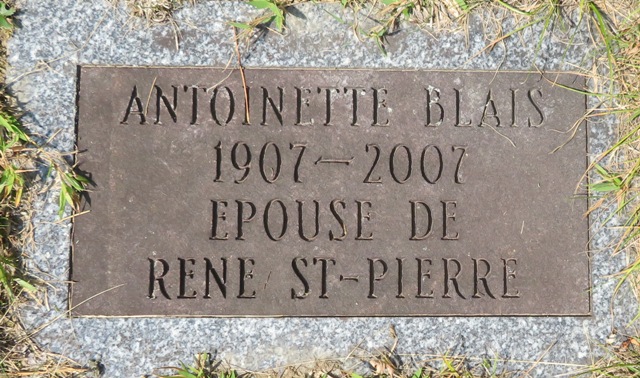 ANTOINETTE BLAIS
1907-2007
EPOUSE DE
RENE ST-PIERRE